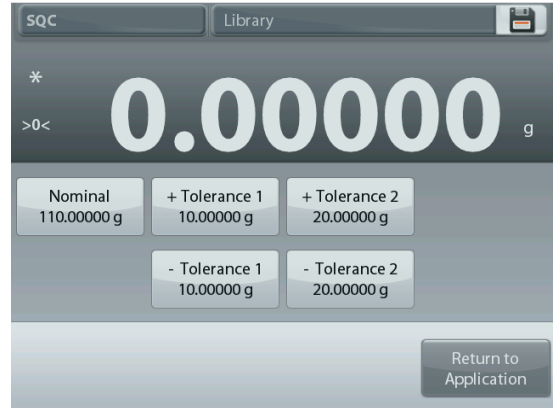 SQC
Library
*
>0<
0.00000 g
Nominal
110.00000 g
+ Tolerance 1
10.00000 g
+ Tolerance 2
20.00000 g
- Tolerance 1
10.00000 g
- Tolerance 2
20.00000 g
Return to
Application